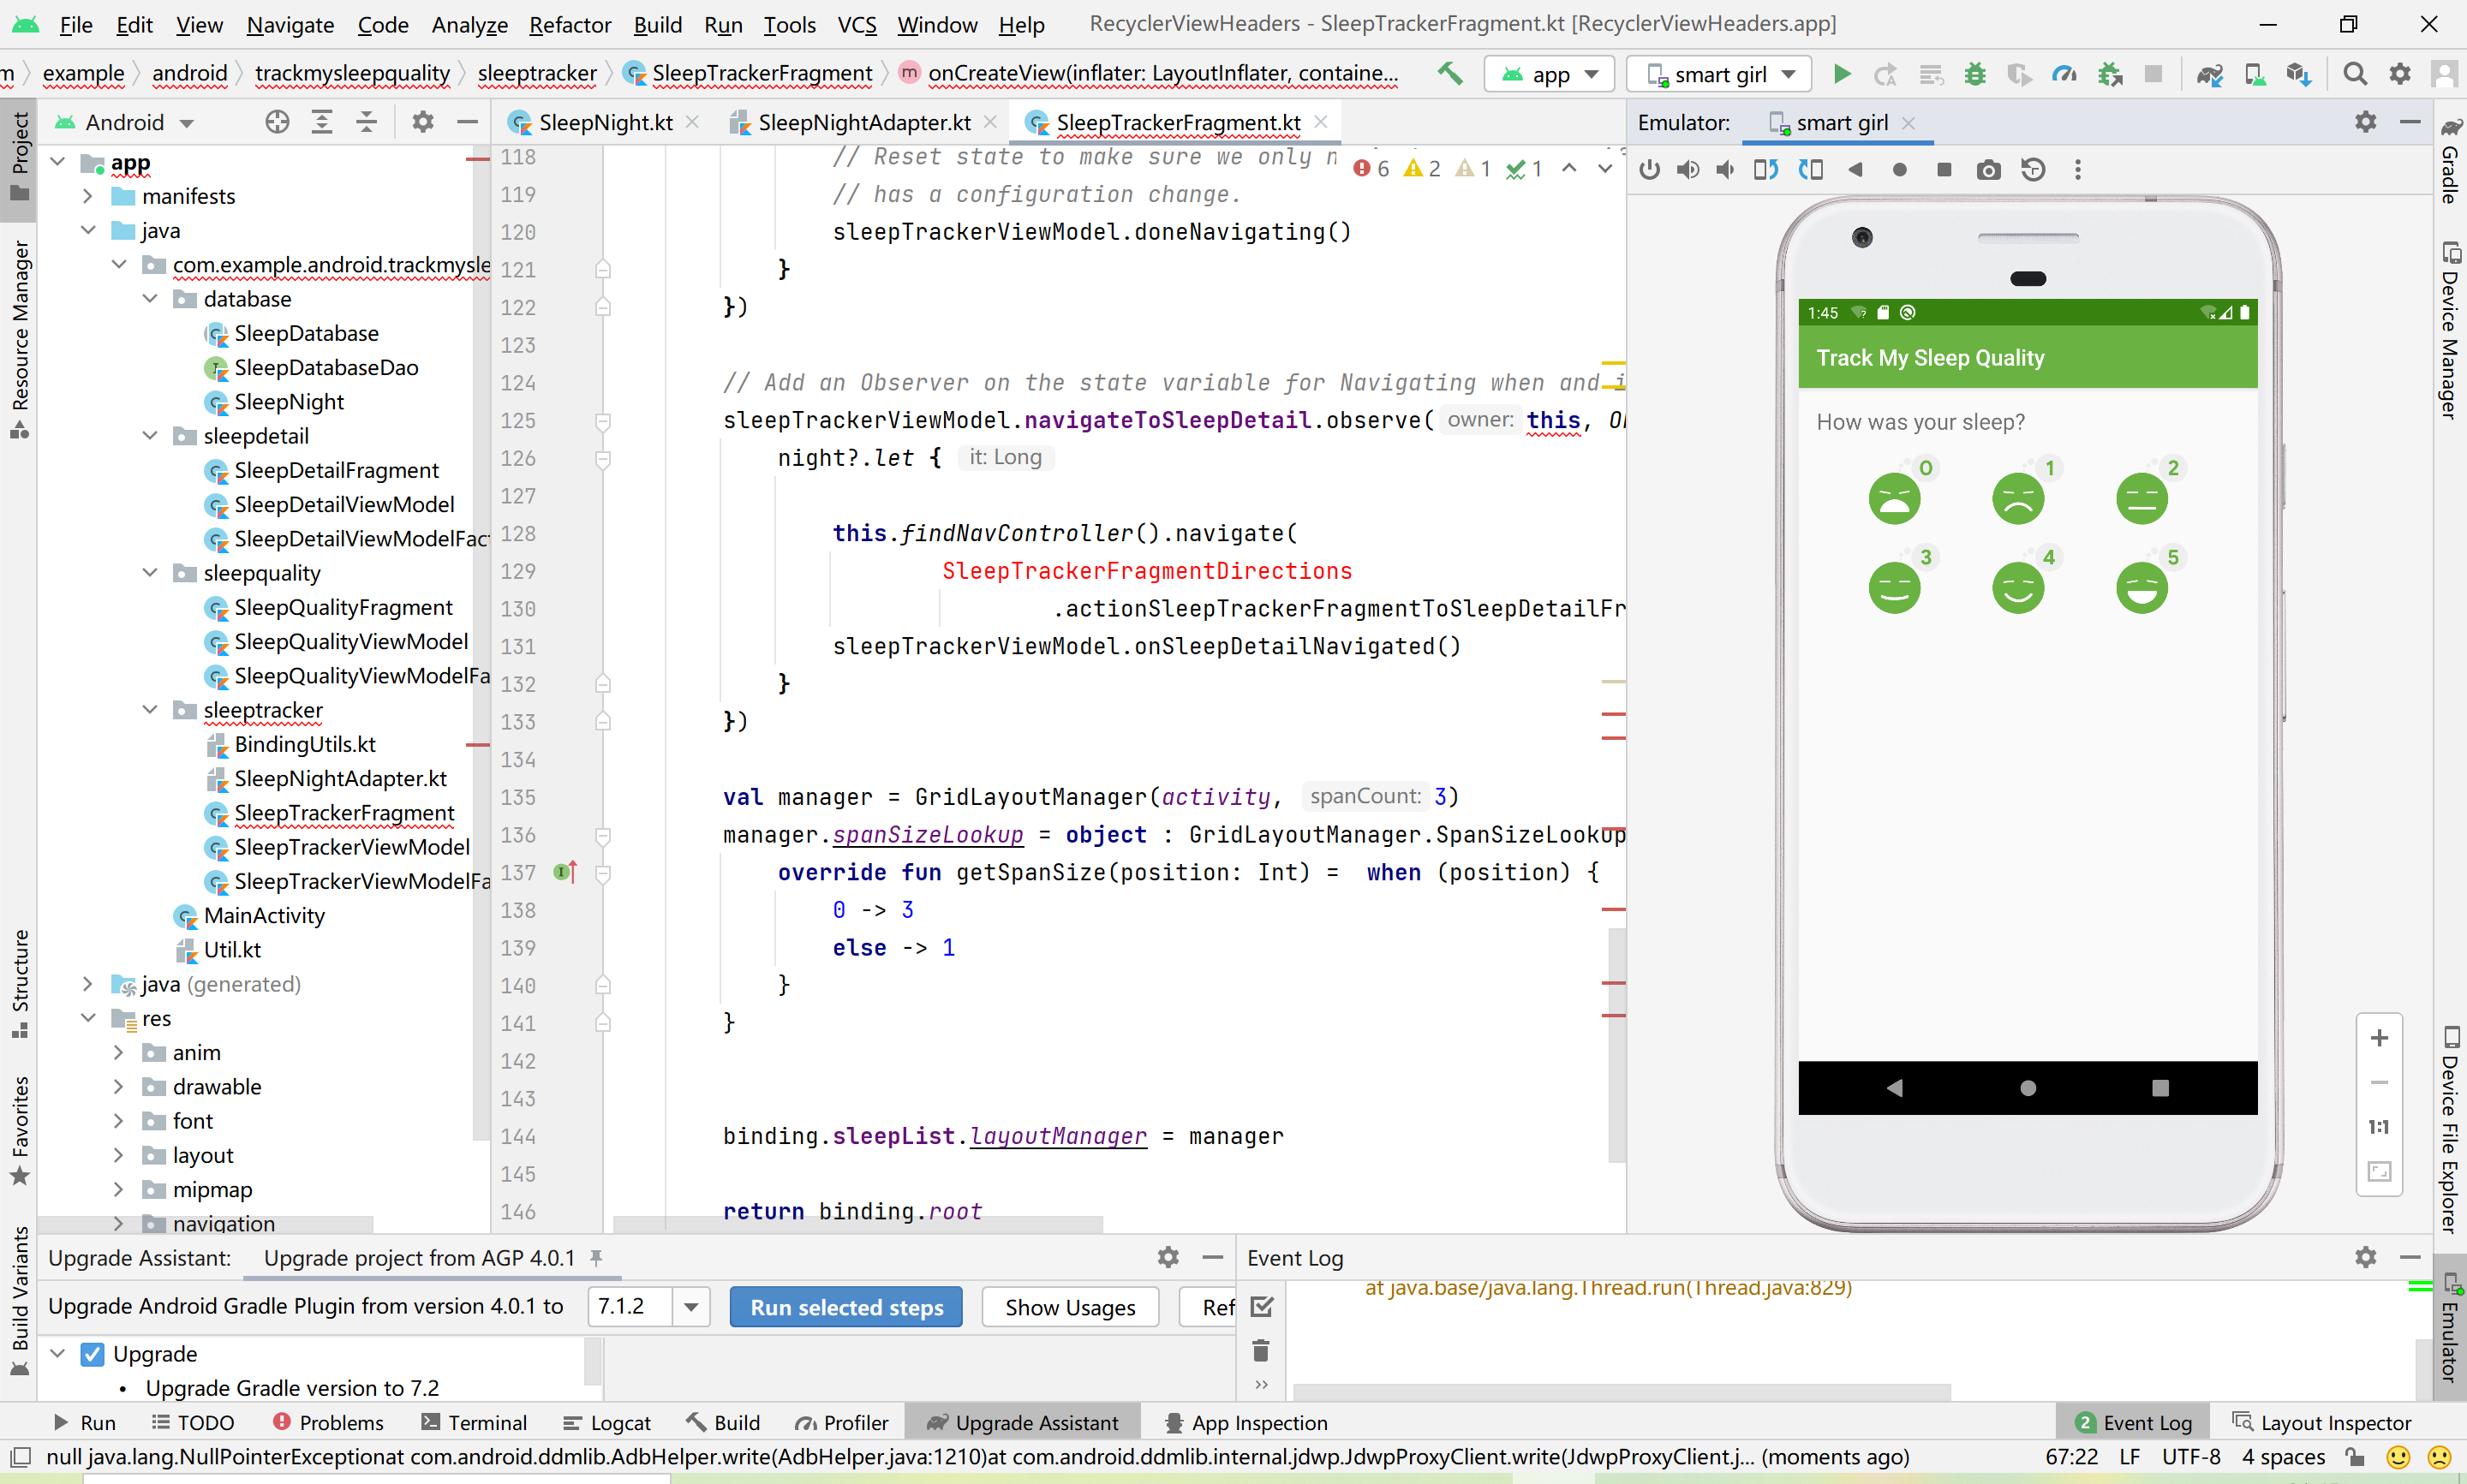 File Edit View Navigate Code Analyze Refactor Build Run Tools VCS Window Help RecyclerViewHeaders - SleepTrackerFragment.kt [RecyclerViewHeaders.app]
m example android trackmysleepquality sleeptracker SleepTrackerFragment m onCreateView(inflater: LayoutInflater, containe... app smart girl
Android SleepNight.kt SleepNightAdapter.kt SleepTrackerFragment.kt Emulator: smart girl
Project
Resource Manager
Structure
Favorites
Build Variants
app
manifests
java
com.example.android.trackmysle
database
SleepDatabase
SleepDatabaseDao
SleepNight
sleepdetail
SleepDetailFragment
SleepDetailViewModel
SleepDetailViewModelFact
sleepquality
SleepQualityFragment
SleepQualityViewModel
SleepQualityViewModelFa
sleeptracker
BindingUtils.kt
SleepNightAdapter.kt
SleepTrackerFragment
SleepTrackerViewModel
SleepTrackerViewModelFa
MainActivity
Util.kt
java (generated)
res
anim
drawable
font
layout
mipmap
navigation
6 2 1 1
118 // Reset state to make sure we only n
119 // has a configuration change.
120 sleepTrackerViewModel.doneNavigating()
121 }
122 })
123
124 // Add an Observer on the state variable for Navigating when and i
125 sleepTrackerViewModel.navigateToSleepDetail.observe( owner: this, Ob
126 night?.let { it: Long
127
128 this.findNavController().navigate(
129 SleepTrackerFragmentDirections
130 .actionSleepTrackerFragmentToSleepDetailFr
131 sleepTrackerViewModel.onSleepDetailNavigated()
132 }
133 })
134
135 val manager = GridLayoutManager(activity, spanCount: 3)
136 manager.spanSizeLookup = object : GridLayoutManager.SpanSizeLookup
137 override fun getSpanSize(position: Int) = when (position) {
138 0 -> 3
139 else -> 1
140 }
141 }
142
143
144 binding.sleepList.layoutManager = manager
145
146 return binding.root
1:45
Track My Sleep Quality
How was your sleep?
0 1 2
3 4 5
1:1
Gradle
Device Manager
Device File Explorer
Emulator
Upgrade Assistant: Upgrade project from AGP 4.0.1
Upgrade Android Gradle Plugin from version 4.0.1 to 7.1.2 Run selected steps Show Usages Ref
Upgrade
• Upgrade Gradle version to 7.2
Event Log
at java.base/java.lang.Thread.run(Thread.java:829)
Run TODO Problems Terminal Logcat Build Profiler Upgrade Assistant App Inspection 2 Event Log Layout Inspector
null java.lang.NullPointerExceptionat com.android.ddmlib.AdbHelper.write(AdbHelper.java:1210)at com.android.ddmlib.internal.jdwp.JdwpProxyClient.write(JdwpProxyClient.j... (moments ago) 67:22 LF UTF-8 4 spaces